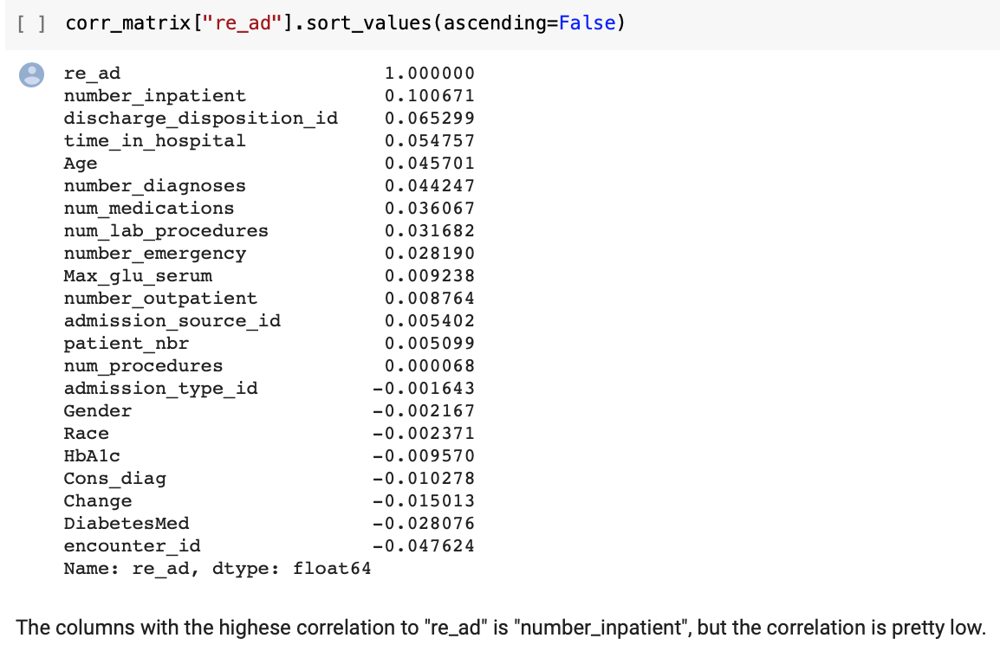 [ ] corr_matrix["re_ad"].sort_values(ascending=False)
re_ad 1.000000
number_inpatient 0.100671
discharge_disposition_id 0.065299
time_in_hospital 0.054757
Age 0.045701
number_diagnoses 0.044247
num_medications 0.036067
num_lab_procedures 0.031682
number_emergency 0.028190
Max_glu_serum 0.009238
number_outpatient 0.008764
admission_source_id 0.005402
patient_nbr 0.005099
num_procedures 0.000068
admission_type_id -0.001643
Gender -0.002167
Race -0.002371
HbA1c -0.009570
Cons_diag -0.010278
Change -0.015013
DiabetesMed -0.028076
encounter_id -0.047624
Name: re_ad, dtype: float64
The columns with the highese correlation to "re_ad" is "number_inpatient", but the correlation is pretty low.